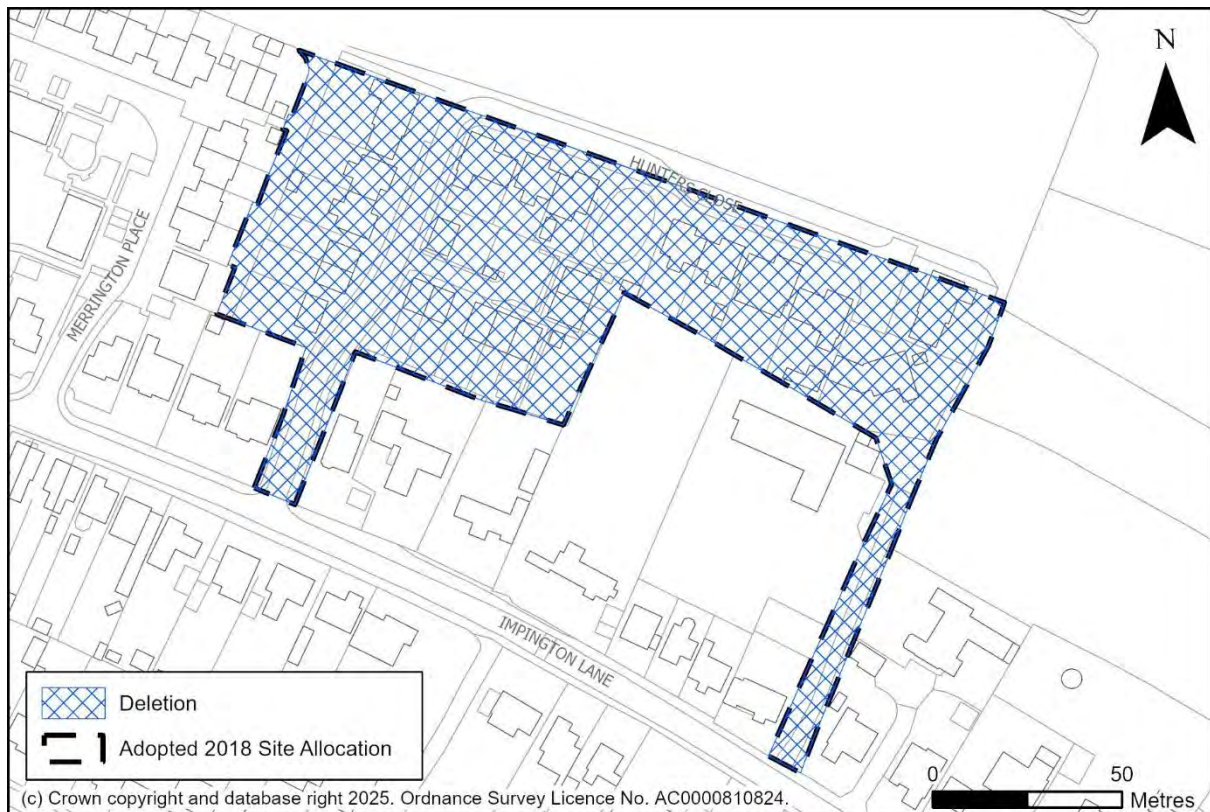 N
HUNTERS CLOSE
MERRINGTON PLACE
IMPINGTON LANE
Deletion
Adopted 2018 Site Allocation
0 50
Metres
(c) Crown copyright and database right 2025. Ordnance Survey Licence No. AC0000810824.